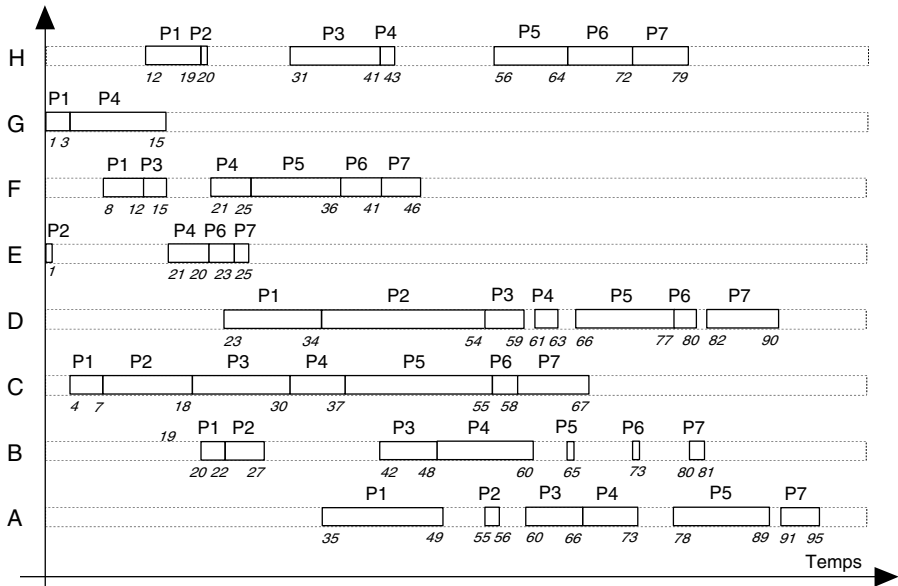 P1 P2 P3 P4 P5 P6 P7
H
12 19 20 31 41 43 56 64 72 79
P1 P4
G
1 3 15
P1 P3 P4 P5 P6 P7
F
8 12 15 21 25 36 41 46
P2 P4 P6 P7
E
1 21 20 23 25
P1 P2 P3 P4 P5 P6 P7
D
23 34 54 59 61 63 66 77 80 82 90
P1 P2 P3 P4 P5 P6 P7
C
4 7 18 30 37 55 58 67
19 P1 P2 P3 P4 P5 P6 P7
B
20 22 27 42 48 60 65 73 80 81
P1 P2 P3 P4 P5 P7
A
35 49 55 56 60 66 73 78 89 91 95
Temps